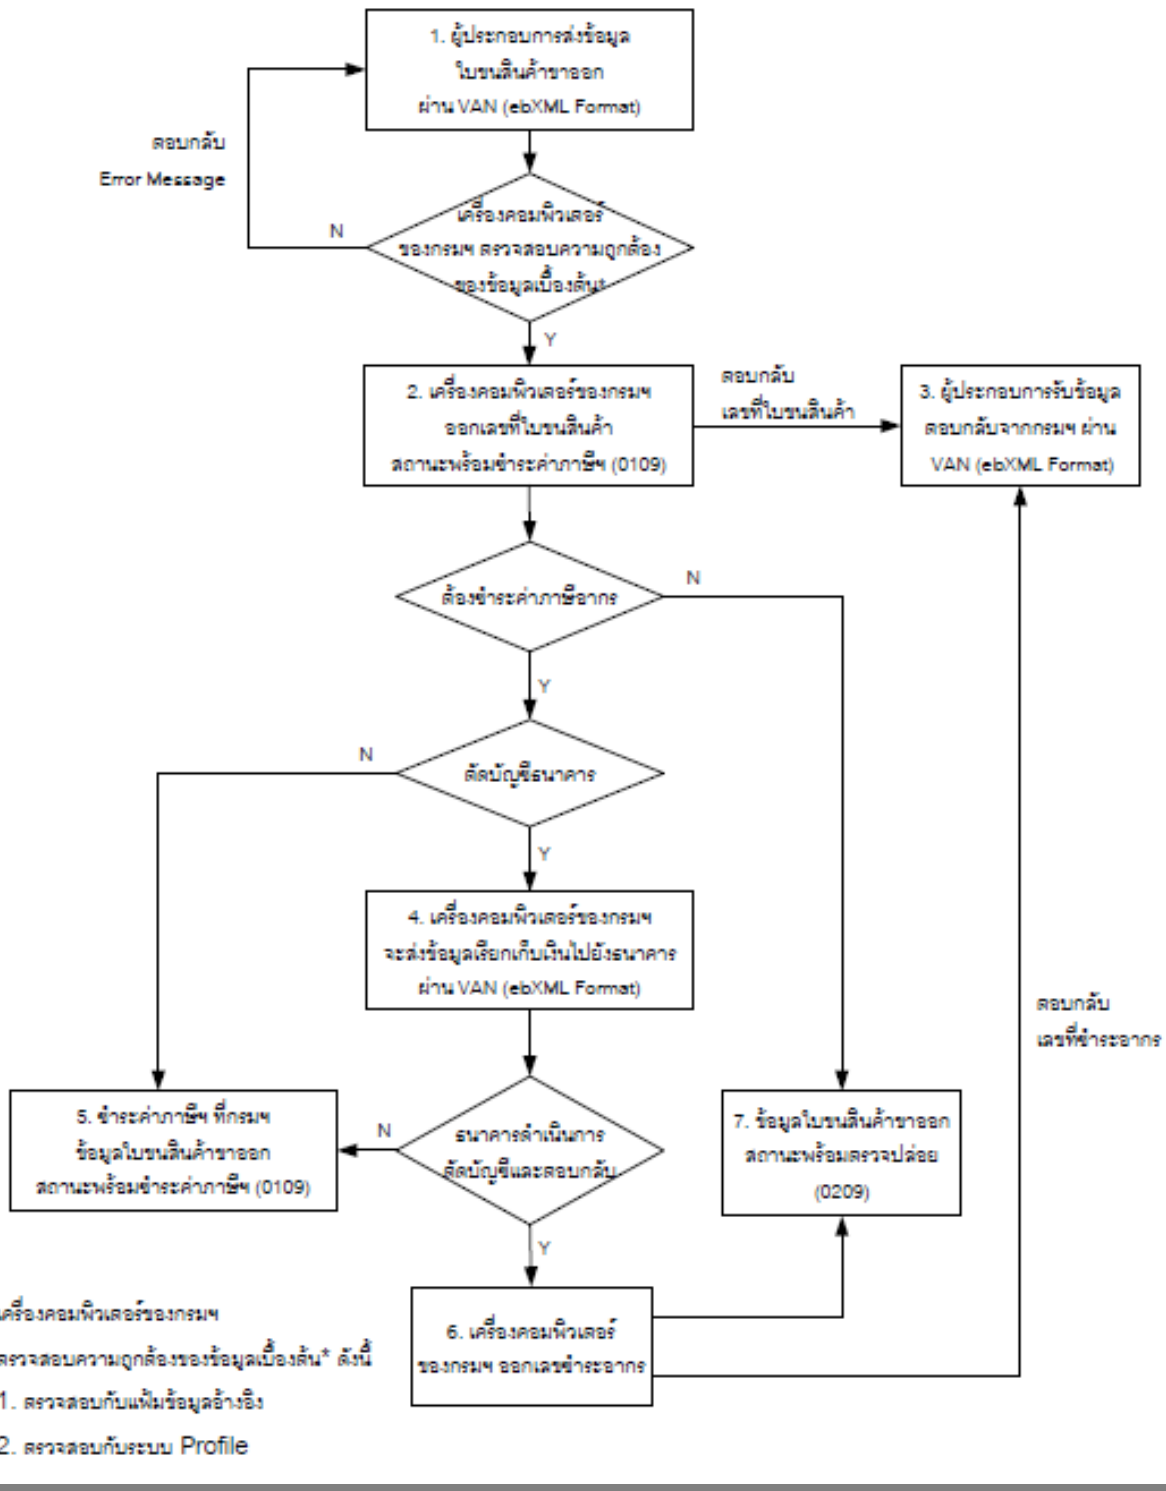 1. ผู้ประกอบการส่งข้อมูล
ใบขนสินค้าขาออก
ผ่าน VAN (ebXML Format)
ตอบกลับ
Error Message
N
เครื่องคอมพิวเตอร์
ของกรมฯ ตรวจสอบความถูกต้อง
ของข้อมูลเบื้องต้น*
Y
2. เครื่องคอมพิวเตอร์ของกรมฯ
ออกเลขที่ใบขนสินค้า
สถานะพร้อมชำระค่าภาษีฯ (0109)
ตอบกลับ
เลขที่ใบขนสินค้า
3. ผู้ประกอบการรับข้อมูล
ตอบกลับจากกรมฯ ผ่าน
VAN (ebXML Format)
ต้องชำระค่าภาษีอากร
N
Y
ตัดบัญชีธนาคาร
N
Y
4. เครื่องคอมพิวเตอร์ของกรมฯ
จะส่งข้อมูลเรียกเก็บเงินไปยังธนาคาร
ผ่าน VAN (ebXML Format)
ตอบกลับ
เลขที่ชำระอากร
5. ชำระค่าภาษีฯ ที่กรมฯ
ข้อมูลใบขนสินค้าขาออก
สถานะพร้อมชำระค่าภาษีฯ (0109)
N
ธนาคารดำเนินการ
ตัดบัญชีและตอบกลับ
Y
7. ข้อมูลใบขนสินค้าขาออก
สถานะพร้อมตรวจปล่อย
(0209)
6. เครื่องคอมพิวเตอร์
ของกรมฯ ออกเลขชำระอากร
เครื่องคอมพิวเตอร์ของกรมฯ
ตรวจสอบความถูกต้องของข้อมูลเบื้องต้น* ดังนี้
1. ตรวจสอบกับแฟ้มข้อมูลอ้างอิง
2. ตรวจสอบกับระบบ Profile